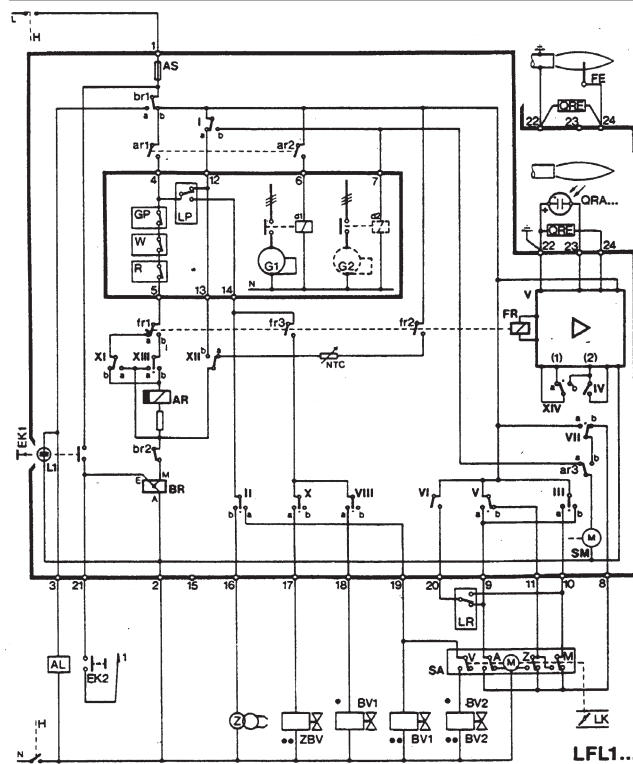 L
H
1
AS
FE
br1
a b
QRE
22 23 24
I
a b
ar1
ar2
QRA...
4 12 6 7
LP
GP
d1
d2
QRE
W
22 23 24
G1
G2
R
V
N
5 13 14
FR
fr1
fr3
fr2
a b
XI
XIII
XII
a b
NTC
(1) (2)
a
IV
XIV
AR
a b
VII
EK1
L1
br2
b
ar3
a
M
E
BR
A
II
X
VIII
VI
V
III
a b
a b
a b
a b
a b
M
SM
3 21 2 15 16 17 18 19 20 9 11 10 8
LR
AL
1
EK2
V A Z M
M
SA
H
Z
BV1
BV2
LK
ZBV
BV1
BV2
N
LFL1...